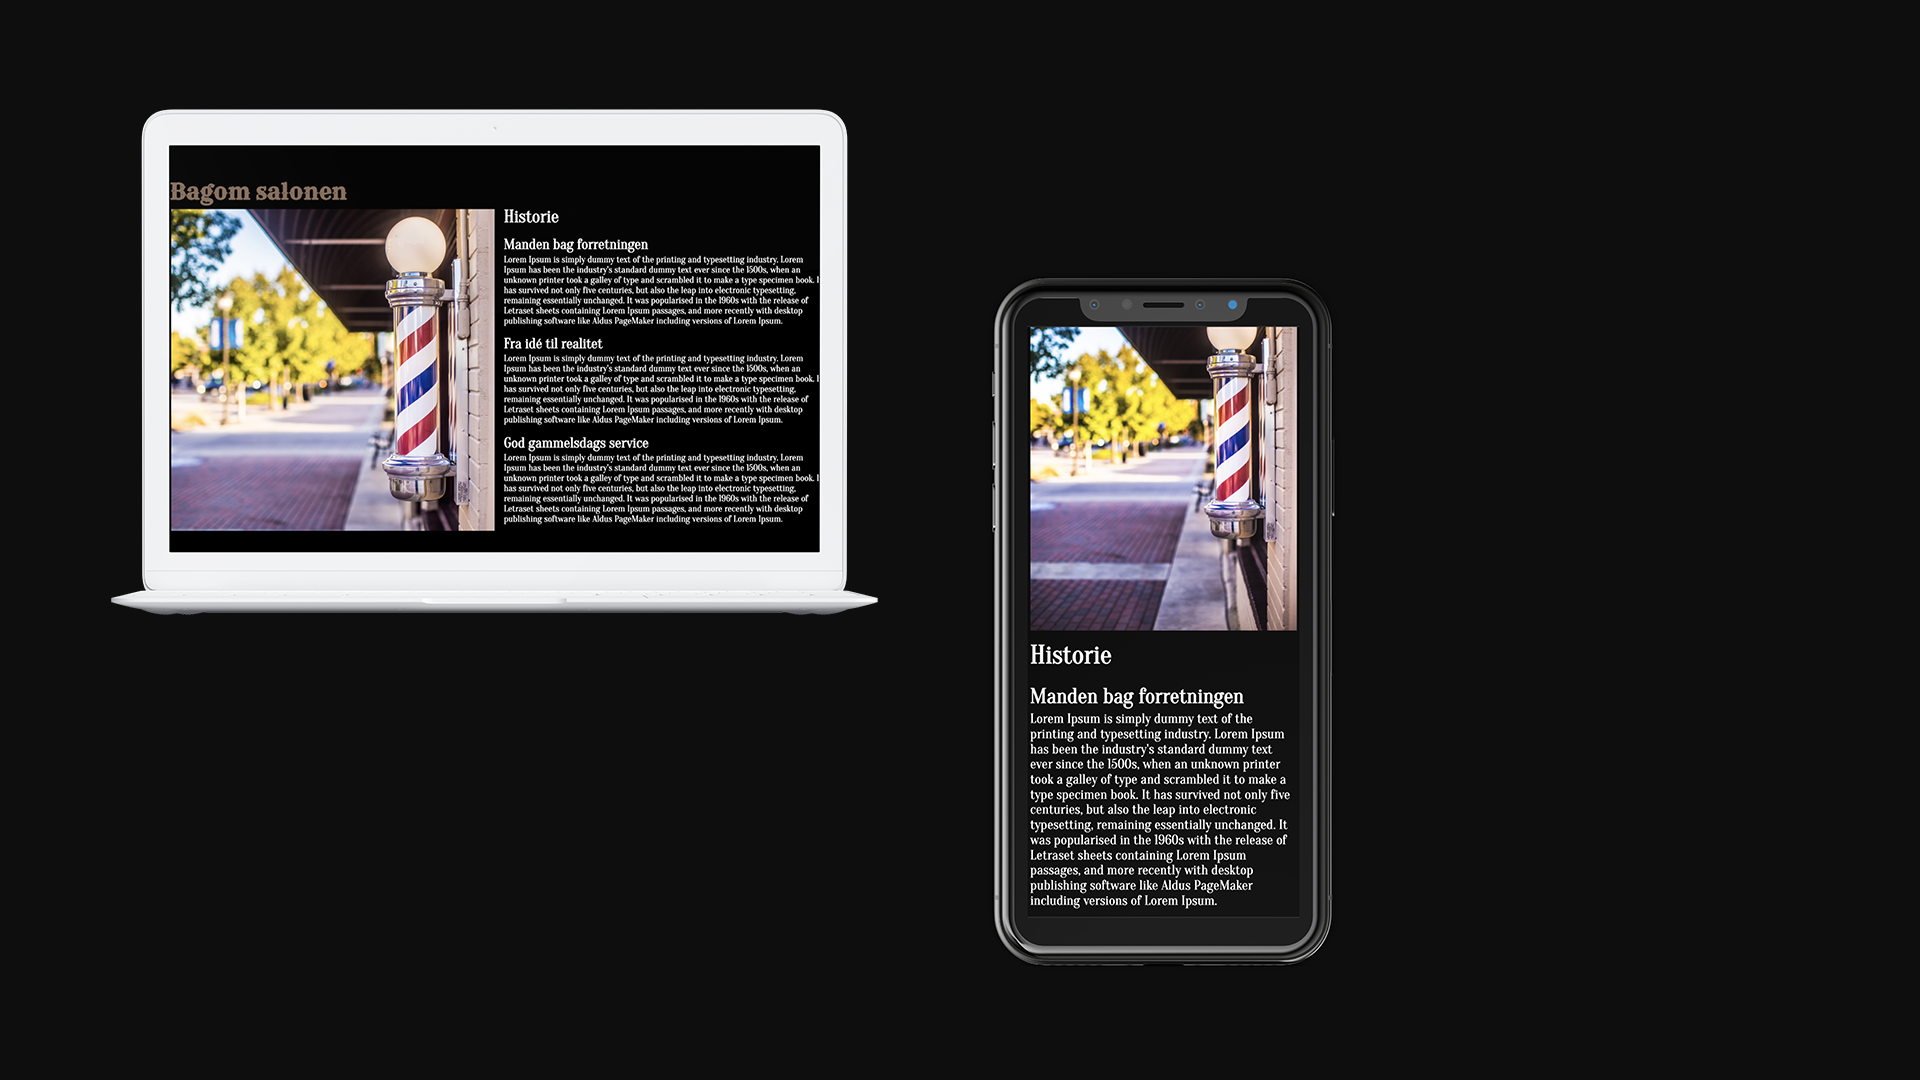 Bagom salonen
Historie
Manden bag forretningen
Lorem Ipsum is simply dummy text of the printing and typesetting industry. Lorem
Ipsum has been the industry's standard dummy text ever since the 1500s, when an
unknown printer took a galley of type and scrambled it to make a type specimen book. I
has survived not only five centuries, but also the leap into electronic typesetting,
remaining essentially unchanged. It was popularised in the 1960s with the release of
Letraset sheets containing Lorem Ipsum passages, and more recently with desktop
publishing software like Aldus PageMaker including versions of Lorem Ipsum.
Fra idé til realitet
Lorem Ipsum is simply dummy text of the printing and typesetting industry. Lorem
Ipsum has been the industry's standard dummy text ever since the 1500s, when an
unknown printer took a galley of type and scrambled it to make a type specimen book. I
has survived not only five centuries, but also the leap into electronic typesetting,
remaining essentially unchanged. It was popularised in the 1960s with the release of
Letraset sheets containing Lorem Ipsum passages, and more recently with desktop
publishing software like Aldus PageMaker including versions of Lorem Ipsum.
God gammelsdags service
Lorem Ipsum is simply dummy text of the printing and typesetting industry. Lorem
Ipsum has been the industry's standard dummy text ever since the 1500s, when an
unknown printer took a galley of type and scrambled it to make a type specimen book. I
has survived not only five centuries, but also the leap into electronic typesetting,
remaining essentially unchanged. It was popularised in the 1960s with the release of
Letraset sheets containing Lorem Ipsum passages, and more recently with desktop
publishing software like Aldus PageMaker including versions of Lorem Ipsum.
Historie
Manden bag forretningen
Lorem Ipsum is simply dummy text of the
printing and typesetting industry. Lorem Ipsum
has been the industry's standard dummy text
ever since the 1500s, when an unknown printer
took a galley of type and scrambled it to make a
type specimen book. It has survived not only five
centuries, but also the leap into electronic
typesetting, remaining essentially unchanged. It
was popularised in the 1960s with the release of
Letraset sheets containing Lorem Ipsum
passages, and more recently with desktop
publishing software like Aldus PageMaker
including versions of Lorem Ipsum.